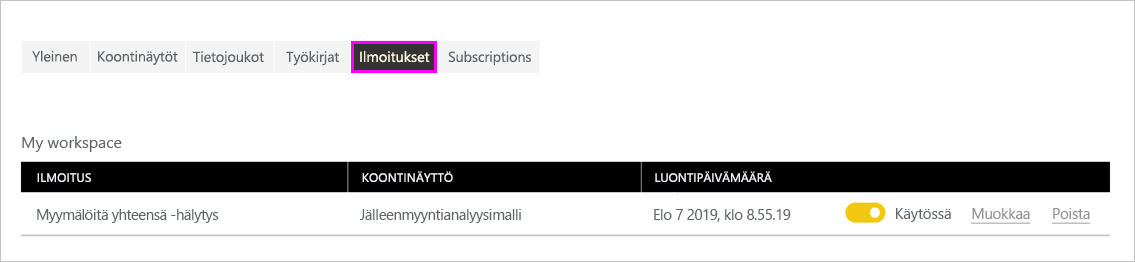 Yleinen Koontinäytöt Tietojoukot Työkirjat Ilmoitukset Subscriptions
My workspace
ILMOITUS KOONTINÄYTTÖ LUONTIPÄIVÄMÄÄRÄ
Myymälöitä yhteensä -hälytys Jälleenmyyntianalyysimalli Elo 7 2019, klo 8.55.19 Käytössä Muokkaa Poista